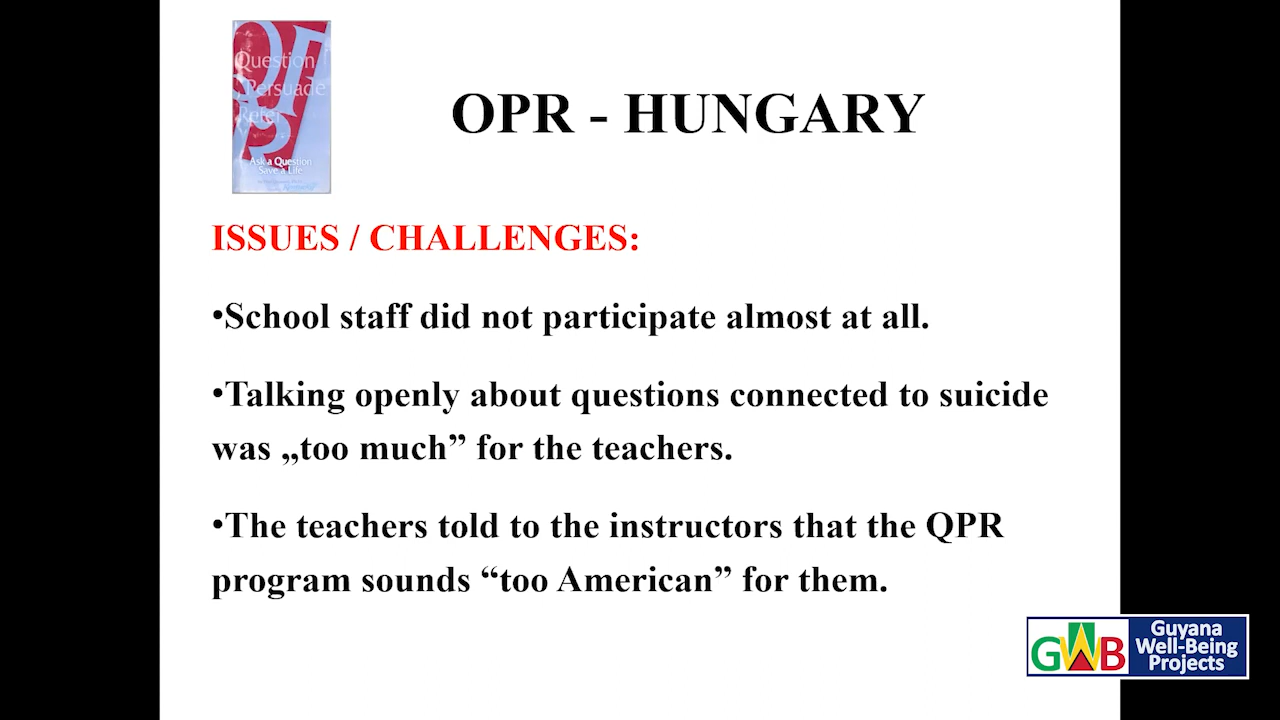 Question
Persuade
Refer
Ask a Question
Save a Life
OPR - HUNGARY
ISSUES / CHALLENGES:
•School staff did not participate almost at all.
•Talking openly about questions connected to suicide
was „too much” for the teachers.
•The teachers told to the instructors that the QPR
program sounds “too American” for them.
GWB
Guyana
Well-Being
Projects